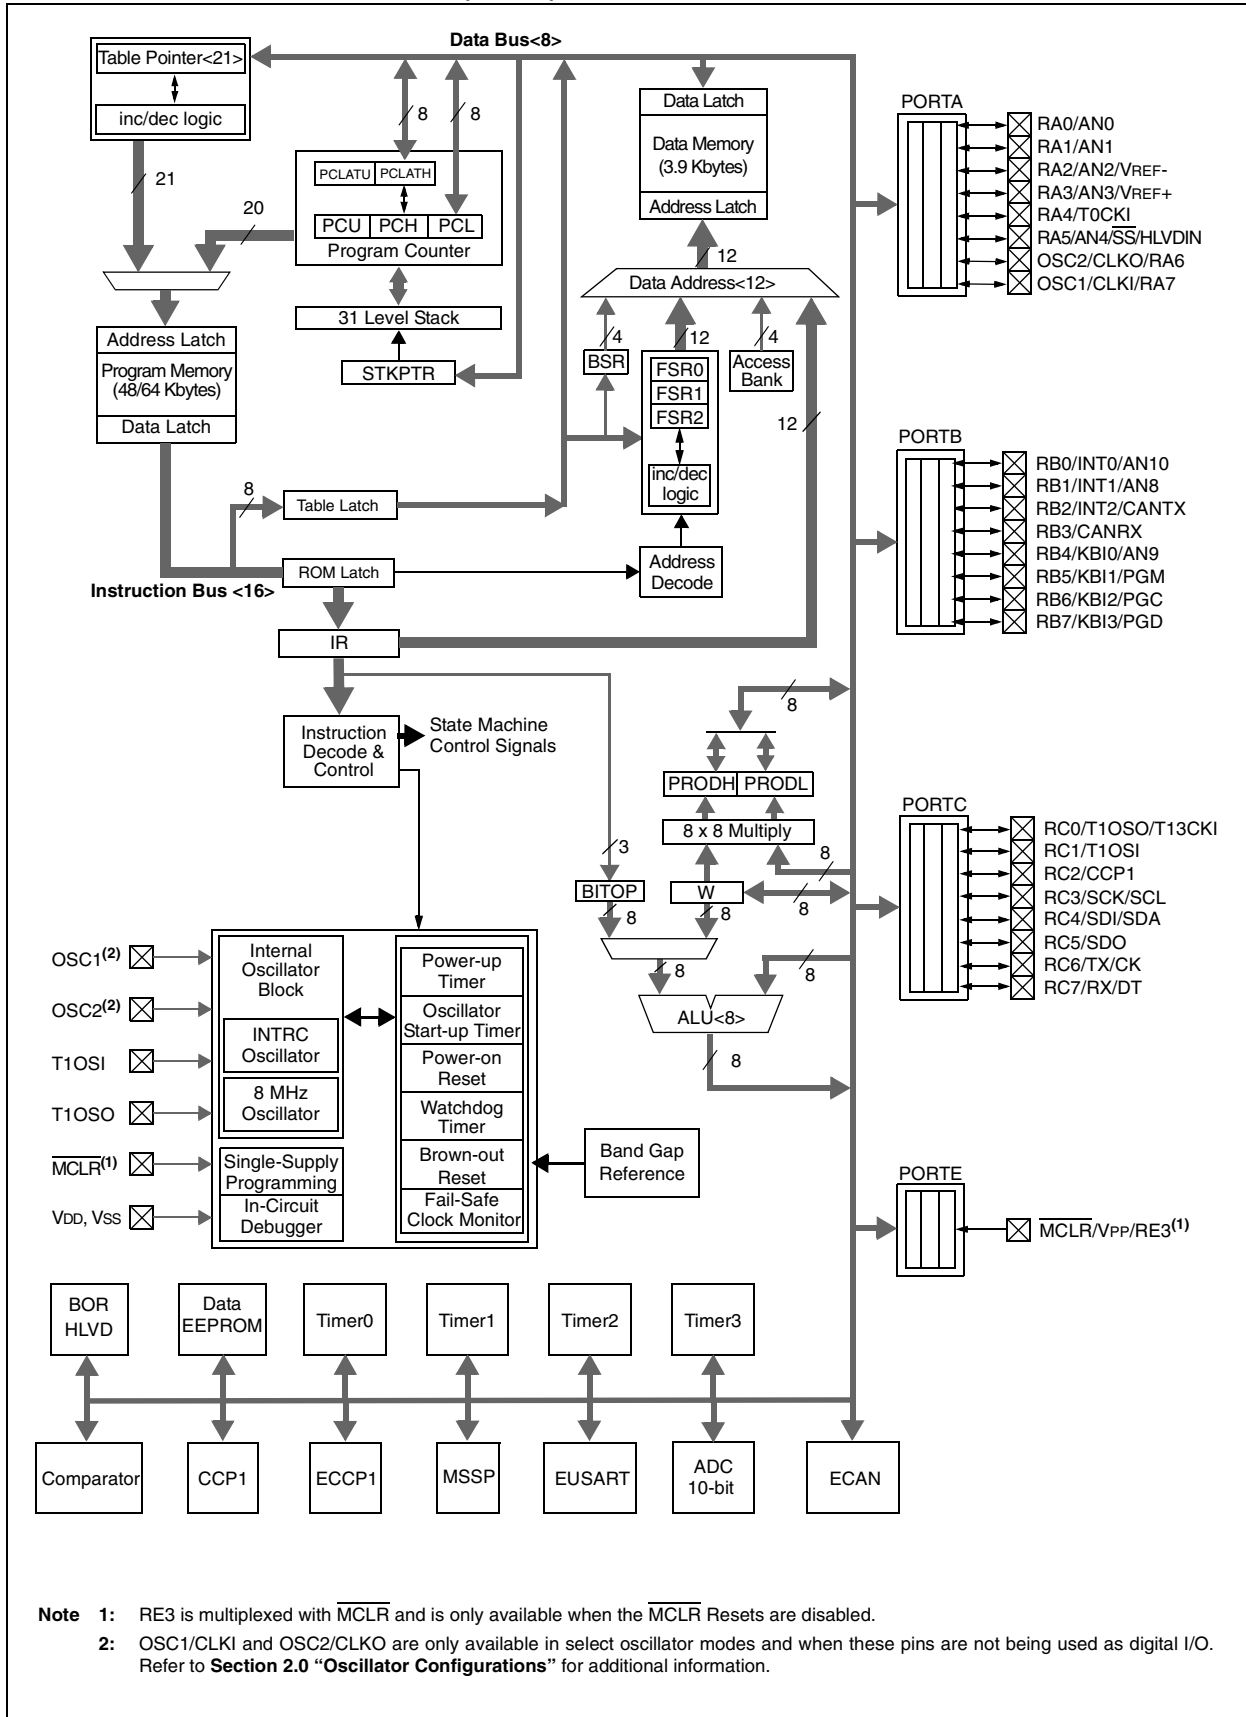 Data Bus<8>
Table Pointer<21>
inc/dec logic
21
20
8
8
PCLATU PCLATH
PCU PCH PCL
Program Counter
31 Level Stack
STKPTR
Address Latch
Program Memory
(48/64 Kbytes)
Data Latch
8
Table Latch
ROM Latch
Instruction Bus <16>
IR
Data Latch
Data Memory
(3.9 Kbytes)
Address Latch
12
Data Address<12>
4
12
4
BSR
FSR0
FSR1
FSR2
inc/dec
logic
Access
Bank
12
Address
Decode
Instruction
Decode &
Control
State Machine
Control Signals
8
PRODH PRODL
8 x 8 Multiply
3
8
BITOP
W
8
8
8
8
8
ALU<8>
8
OSC1(2)
OSC2(2)
T1OSI
T1OSO
MCLR(1)
VDD, VSS
Internal
Oscillator
Block
INTRC
Oscillator
8 MHz
Oscillator
Single-Supply
Programming
In-Circuit
Debugger
Power-up
Timer
Oscillator
Start-up Timer
Power-on
Reset
Watchdog
Timer
Brown-out
Reset
Fail-Safe
Clock Monitor
Band Gap
Reference
PORTA
RA0/AN0
RA1/AN1
RA2/AN2/VREF-
RA3/AN3/VREF+
RA4/T0CKI
RA5/AN4/SS/HLVDIN
OSC2/CLKO/RA6
OSC1/CLKI/RA7
PORTB
RB0/INT0/AN10
RB1/INT1/AN8
RB2/INT2/CANTX
RB3/CANRX
RB4/KBI0/AN9
RB5/KBI1/PGM
RB6/KBI2/PGC
RB7/KBI3/PGD
PORTC
RC0/T1OSO/T13CKI
RC1/T1OSI
RC2/CCP1
RC3/SCK/SCL
RC4/SDI/SDA
RC5/SDO
RC6/TX/CK
RC7/RX/DT
PORTE
MCLR/VPP/RE3(1)
BOR
HLVD
Data
EEPROM
Timer0
Timer1
Timer2
Timer3
Comparator
CCP1
ECCP1
MSSP
EUSART
ADC
10-bit
ECAN
Note 1: RE3 is multiplexed with MCLR and is only available when the MCLR Resets are disabled.
2: OSC1/CLKI and OSC2/CLKO are only available in select oscillator modes and when these pins are not being used as digital I/O.
Refer to Section 2.0 “Oscillator Configurations” for additional information.